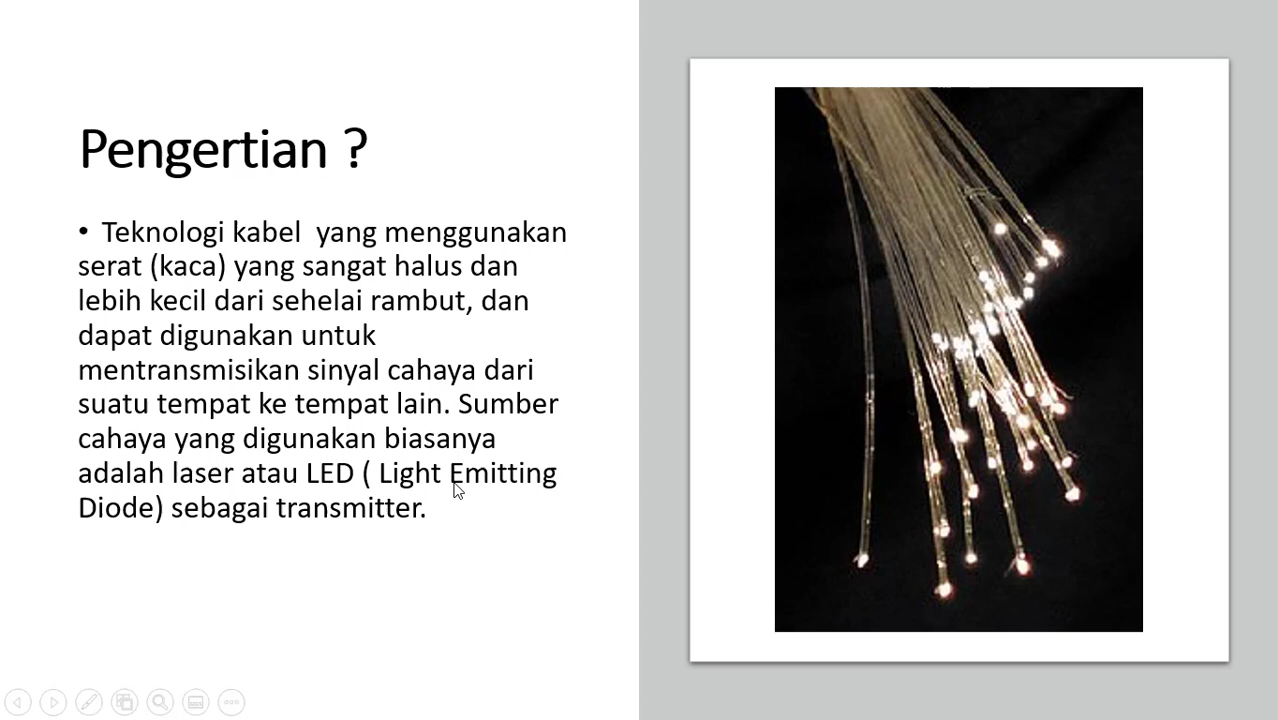 Pengertian ?
• Teknologi kabel  yang menggunakan
serat (kaca) yang sangat halus dan
lebih kecil dari sehelai rambut, dan
dapat digunakan untuk
mentransmisikan sinyal cahaya dari
suatu tempat ke tempat lain. Sumber
cahaya yang digunakan biasanya
adalah laser atau LED ( Light Emitting
Diode) sebagai transmitter.